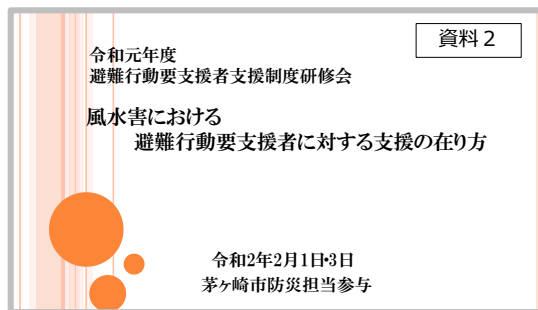 資料２
令和元年度
避難行動要支援者支援制度研修会
風水害における
避難行動要支援者に対する支援の在り方
令和2年2月1日・3日
茅ヶ崎市防災担当参与